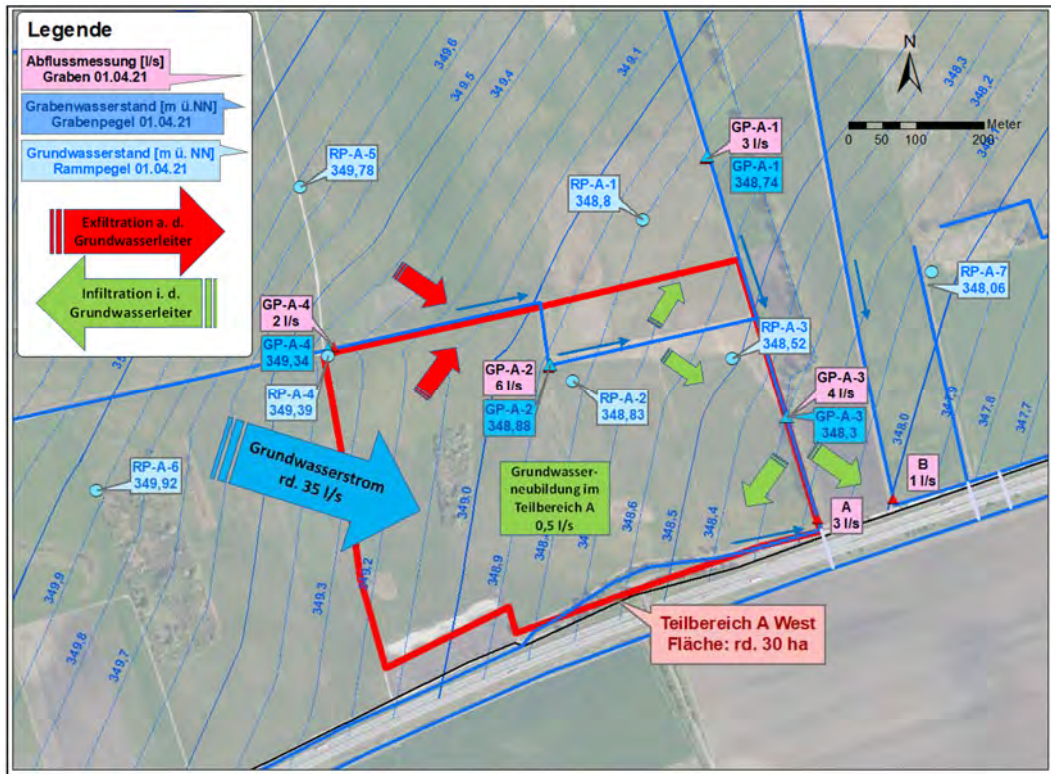 Legende
Abflussmessung [l/s]
Graben 01.04.21
Grabenwasserstand [m ü.NN]
Grabenpegel 01.04.21
Grundwasserstand [m ü. NN]
Rammpegel 01.04.21
Exfiltration a. d.
Grundwasserleiter
Infiltration i. d.
Grundwasserleiter
349,6
349,5
349,4
349,1
348,3
348,2
N
Meter
0 50 100 200
GP-A-1
3 l/s
GP-A-1
348,74
RP-A-5
349,78
RP-A-1
348,8
RP-A-7
348,06
GP-A-4
2 l/s
GP-A-4
349,34
RP-A-4
349,39
GP-A-2
6 l/s
GP-A-2
348,88
RP-A-2
348,83
RP-A-3
348,52
GP-A-3
4 l/s
GP-A-3
348,3
RP-A-6
349,92
Grundwasserstrom
rd. 35 l/s
Grundwasser-
neubildung im
Teilbereich A
0,5 l/s
B
1 l/s
A
3 l/s
349,9
349,8
349,7
349,3
349,2
349,0
348,9
348,6
348,5
348,4
348,0
347,9
347,8
347,7
Teilbereich A West
Fläche: rd. 30 ha